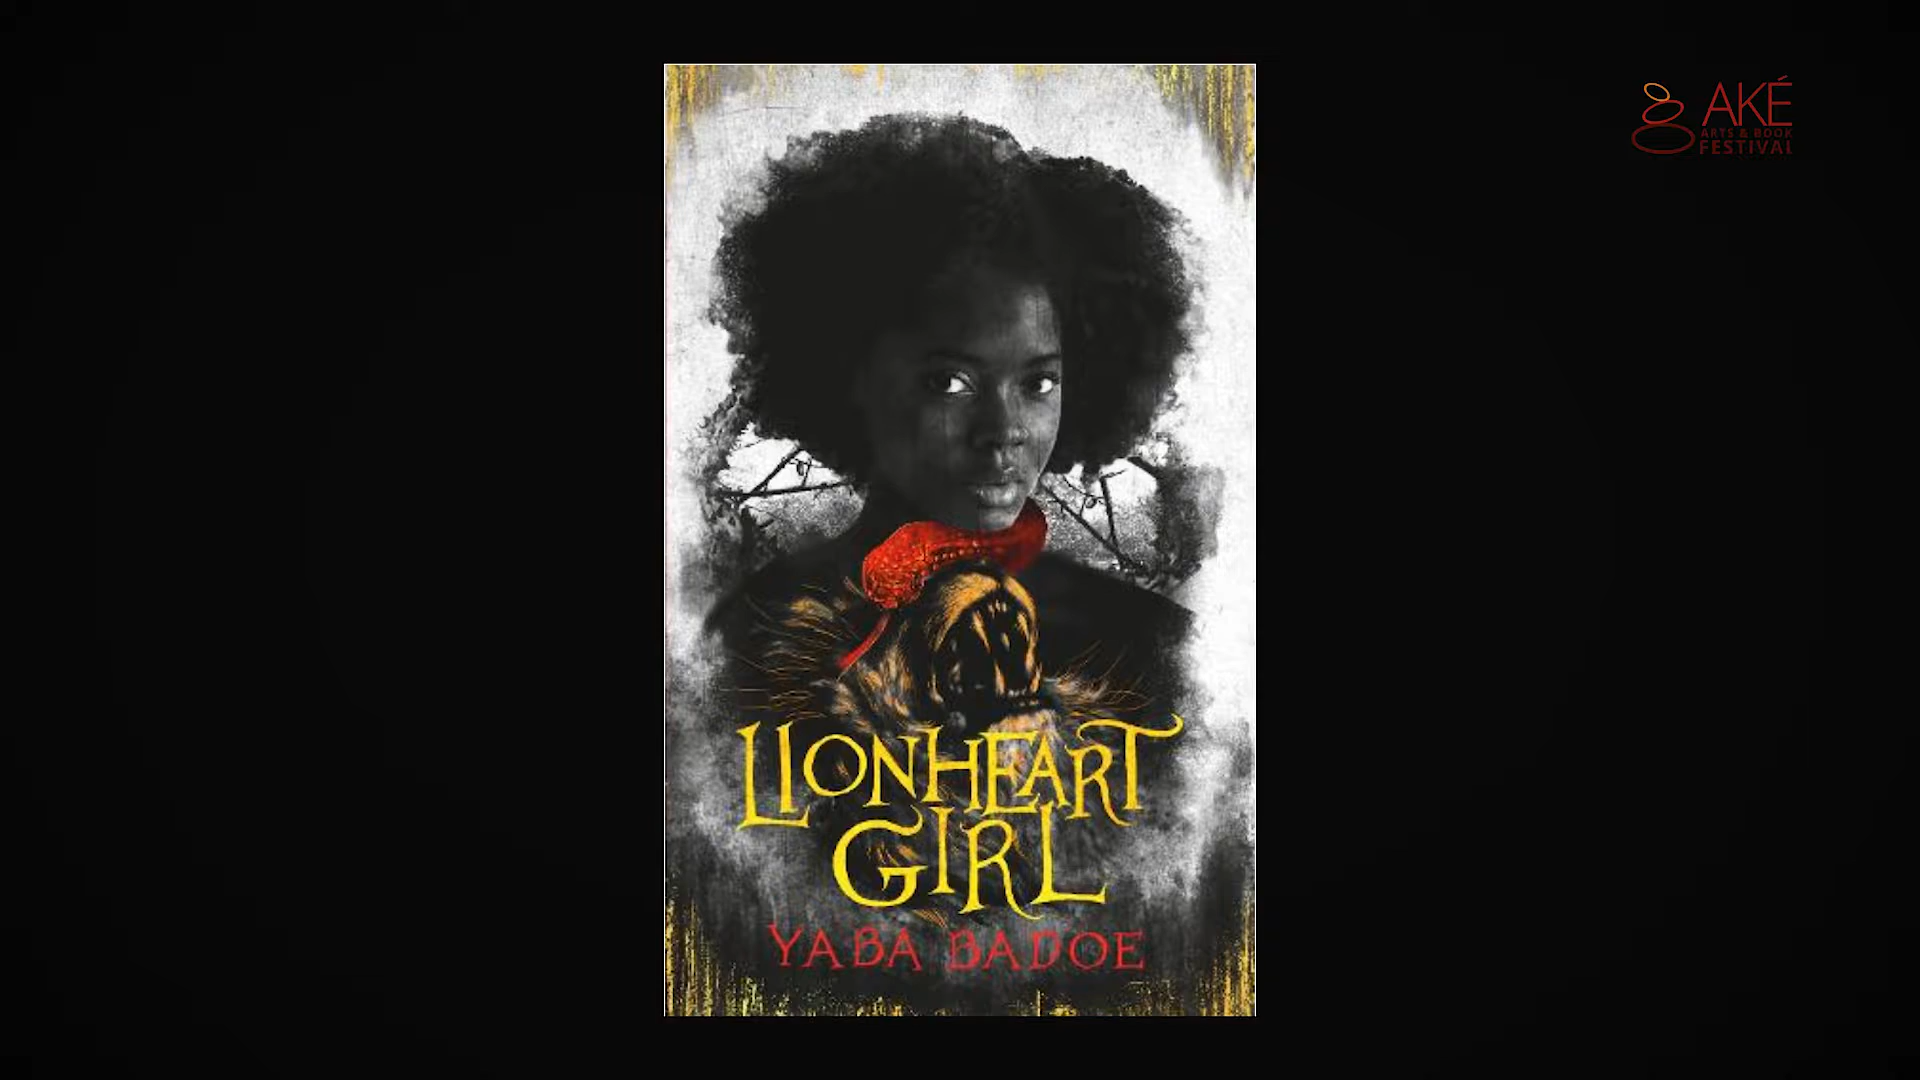 AKÉ
ARTS & BOOK
FESTIVAL
LIONHEART
GIRL
YABA BADOE